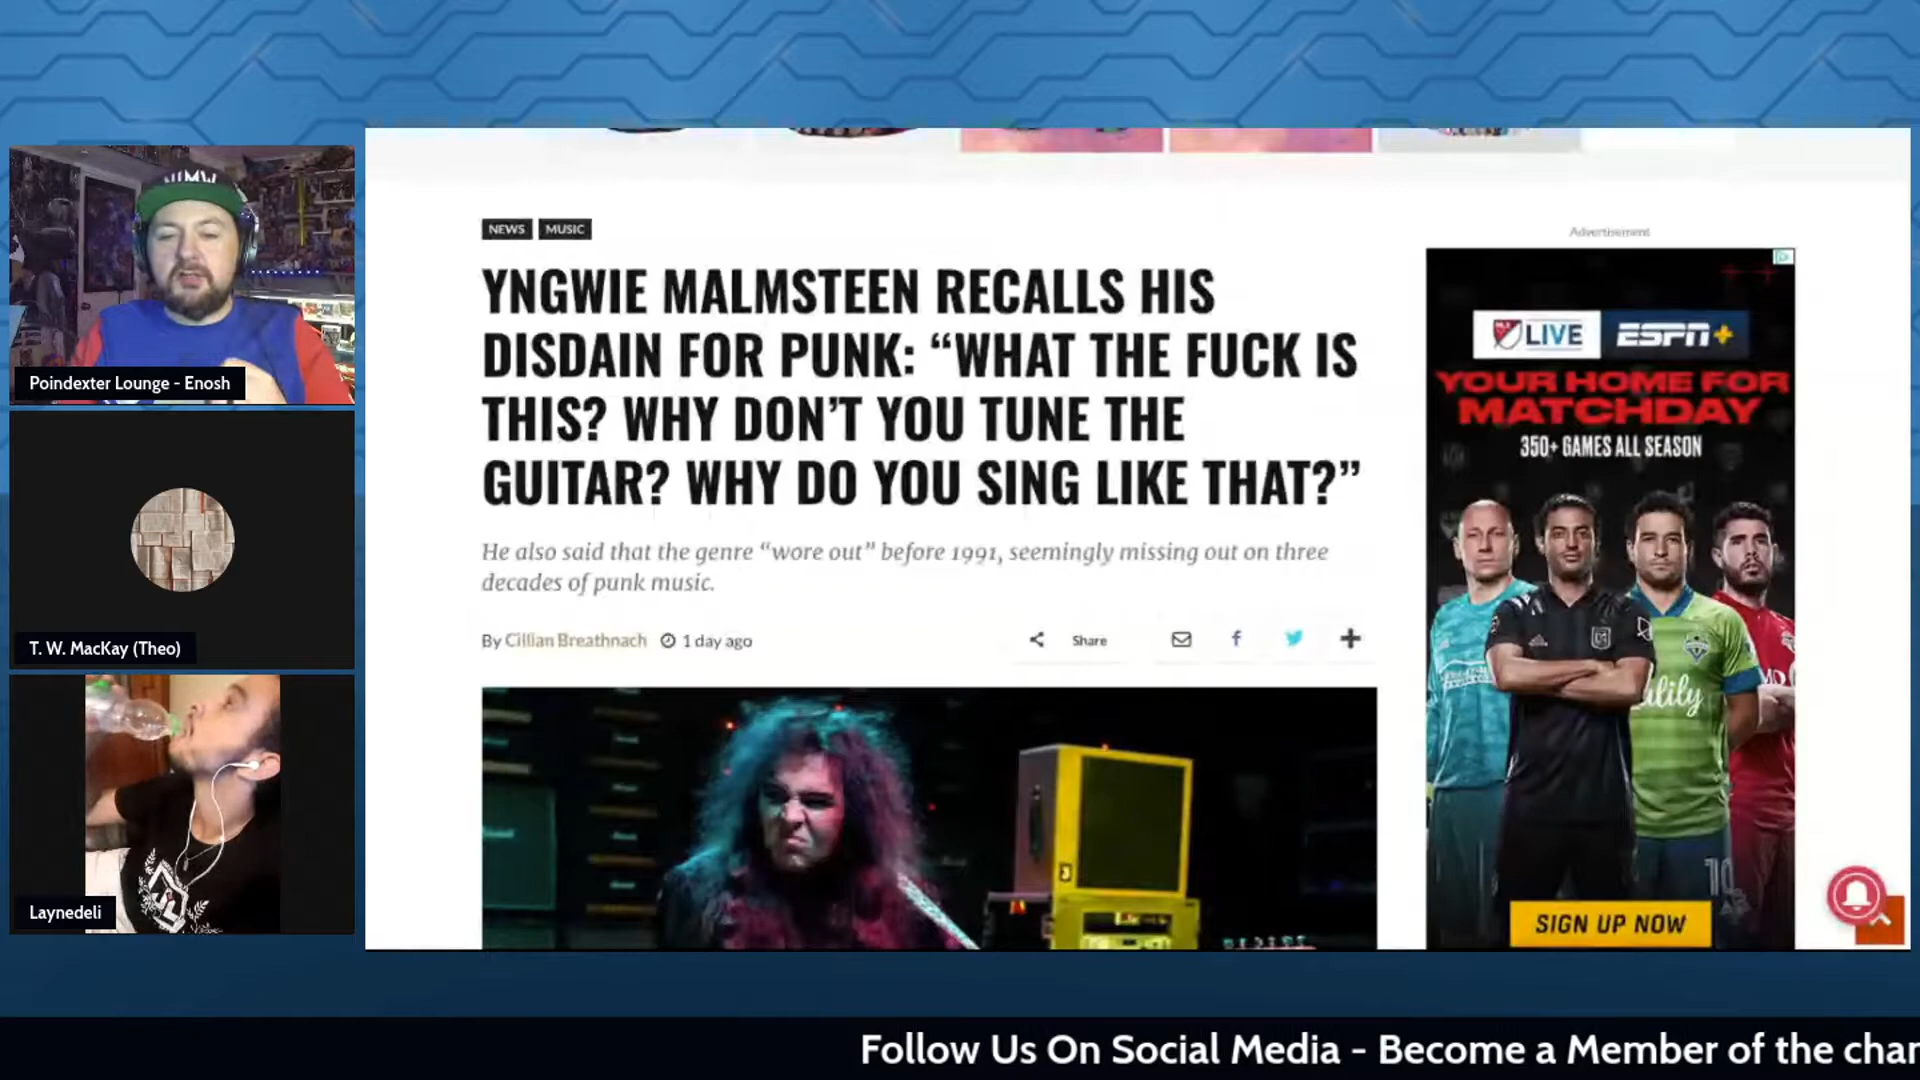 NEWS MUSIC
YNGWIE MALMSTEEN RECALLS HIS
DISDAIN FOR PUNK: “WHAT THE FUCK IS
THIS? WHY DON’T YOU TUNE THE
GUITAR? WHY DO YOU SING LIKE THAT?”
He also said that the genre “wore out” before 1991, seemingly missing out on three
decades of punk music.
By Cillian Breathnach 1 day ago
Share
Advertisement
LIVE ESPN+
YOUR HOME FOR
MATCHDAY
350+ GAMES ALL SEASON
SIGN UP NOW
Poindexter Lounge - Enosh
T. W. MacKay (Theo)
Laynedeli
Follow Us On Social Media - Become a Member of the chan